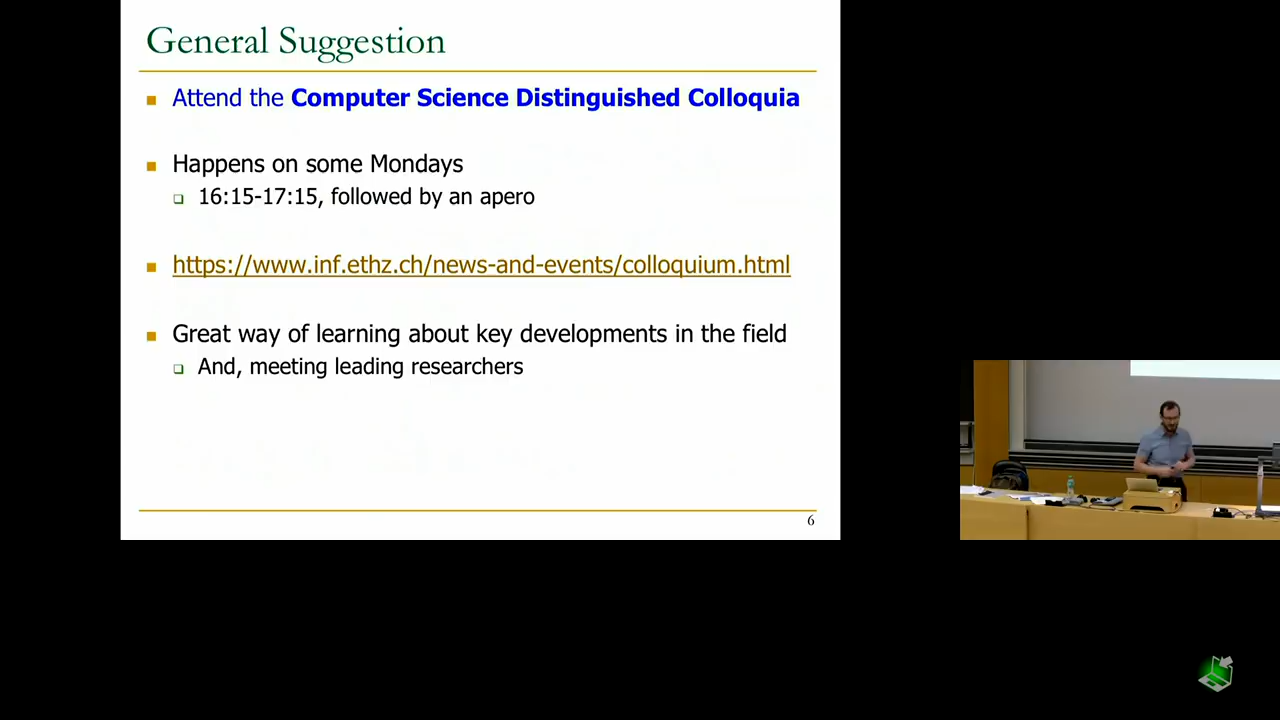 General Suggestion
Attend the Computer Science Distinguished Colloquia
Happens on some Mondays
16:15-17:15, followed by an apero
https://www.inf.ethz.ch/news-and-events/colloquium.html
Great way of learning about key developments in the field
And, meeting leading researchers
6